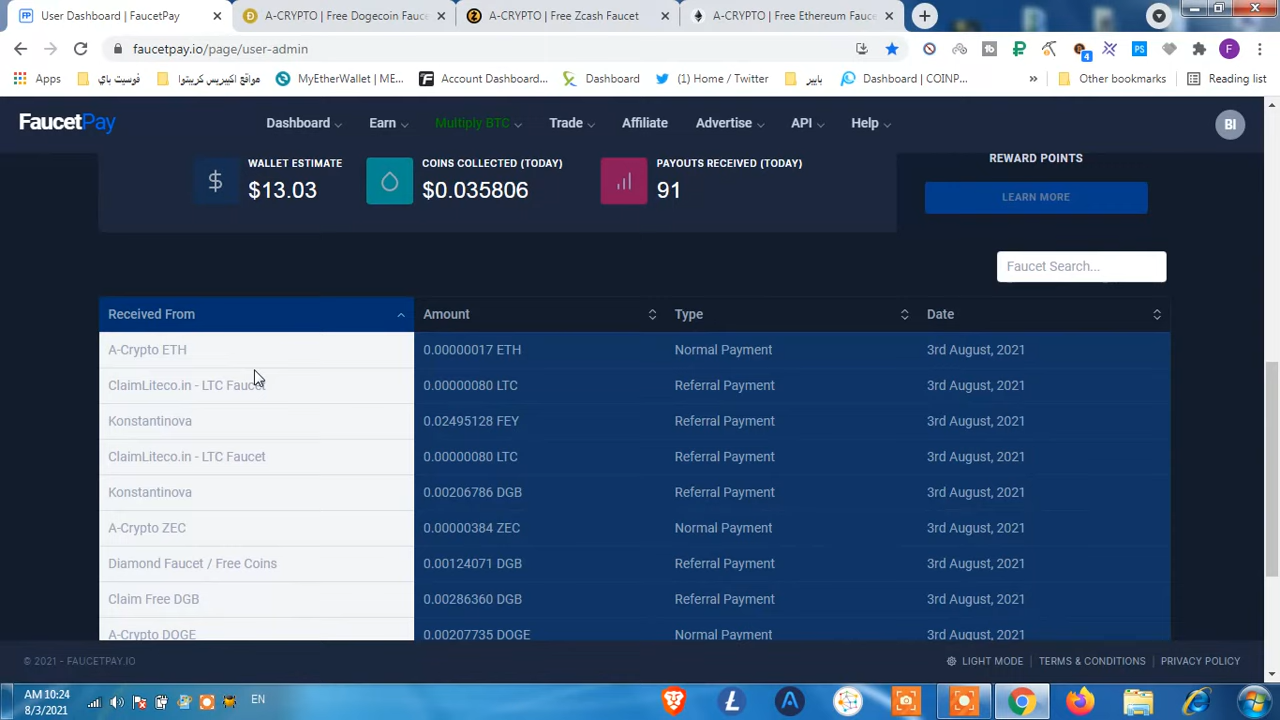 User Dashboard | FaucetPay
A-CRYPTO | Free Dogecoin Fauce
A-CRYPTO | Free Zcash Faucet
A-CRYPTO | Free Ethereum Fauce
faucetpay.io/page/user-admin
4
PS
F
Apps
فوسيت باي
مواقع اكبيريس كريبتوا
MyEtherWallet | ME...
Account Dashboard...
Dashboard
(1) Home / Twitter
بايير
Dashboard | COINP...
»
Other bookmarks
Reading list
FaucetPay
Dashboard
Earn
Multiply BTC
Trade
Affiliate
Advertise
API
Help
BI
WALLET ESTIMATE
$13.03
COINS COLLECTED (TODAY)
$0.035806
PAYOUTS RECEIVED (TODAY)
91
REWARD POINTS
LEARN MORE
Faucet Search...
Received From Amount Type Date
A-Crypto ETH 0.00000017 ETH Normal Payment 3rd August, 2021
ClaimLiteco.in - LTC Faucet 0.00000080 LTC Referral Payment 3rd August, 2021
Konstantinova 0.02495128 FEY Referral Payment 3rd August, 2021
ClaimLiteco.in - LTC Faucet 0.00000080 LTC Referral Payment 3rd August, 2021
Konstantinova 0.00206786 DGB Referral Payment 3rd August, 2021
A-Crypto ZEC 0.00000384 ZEC Normal Payment 3rd August, 2021
Diamond Faucet / Free Coins 0.00124071 DGB Referral Payment 3rd August, 2021
Claim Free DGB 0.00286360 DGB Referral Payment 3rd August, 2021
A-Crypto DOGE 0.00207735 DOGE Normal Payment 3rd August, 2021
© 2021 - FAUCETPAY.IO
LIGHT MODE | TERMS & CONDITIONS | PRIVACY POLICY
AM 10:24
8/3/2021
EN